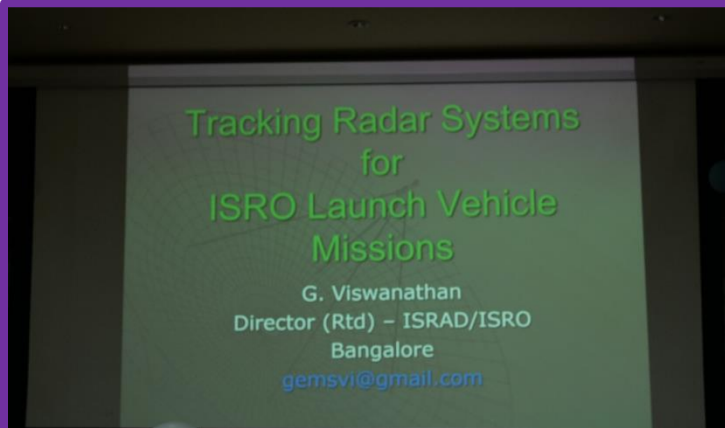 Tracking Radar Systems
for
ISRO Launch Vehicle
Missions
G. Viswanathan
Director (Rtd) – ISRAD/ISRO
Bangalore
gemsvi@gmail.com